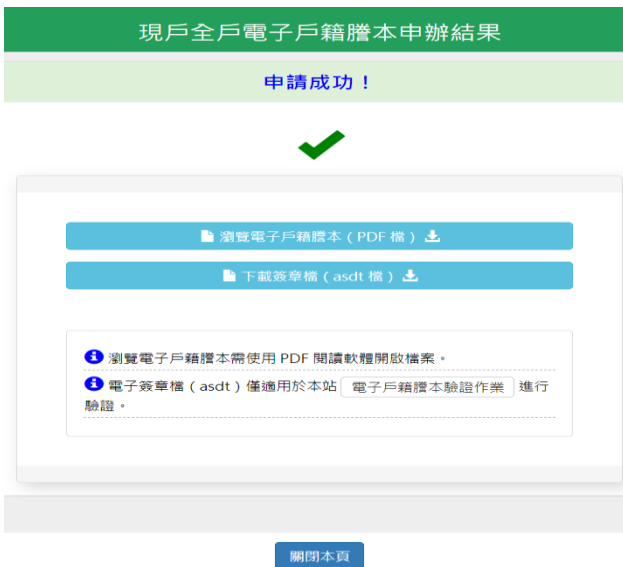 現戶全戶電子戶籍謄本申辦結果
申請成功！
瀏覽電子戶籍謄本（PDF 檔）
下載簽章檔（asdt 檔）
瀏覽電子戶籍謄本需使用 PDF 閱讀軟體開啟檔案。
電子簽章檔（asdt）僅適用於本站 電子戶籍謄本驗證作業 進行
驗證。
關閉本頁